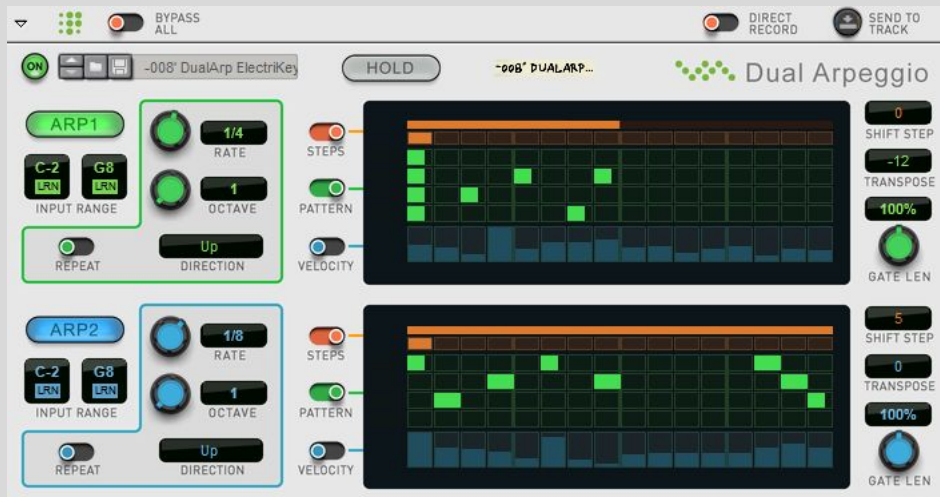 BYPASS ALL
DIRECT RECORD
SEND TO TRACK
ON
-008' DualArp ElectriKey
HOLD
-008' DUALARP...
Dual Arpeggio
ARP1
C-2
LRN
G8
LRN
INPUT RANGE
REPEAT
1/4
RATE
1
OCTAVE
Up
DIRECTION
STEPS
PATTERN
VELOCITY
0
SHIFT STEP
-12
TRANSPOSE
100%
GATE LEN
ARP2
C-2
LRN
G8
LRN
INPUT RANGE
REPEAT
1/8
RATE
1
OCTAVE
Up
DIRECTION
STEPS
PATTERN
VELOCITY
5
SHIFT STEP
0
TRANSPOSE
100%
GATE LEN